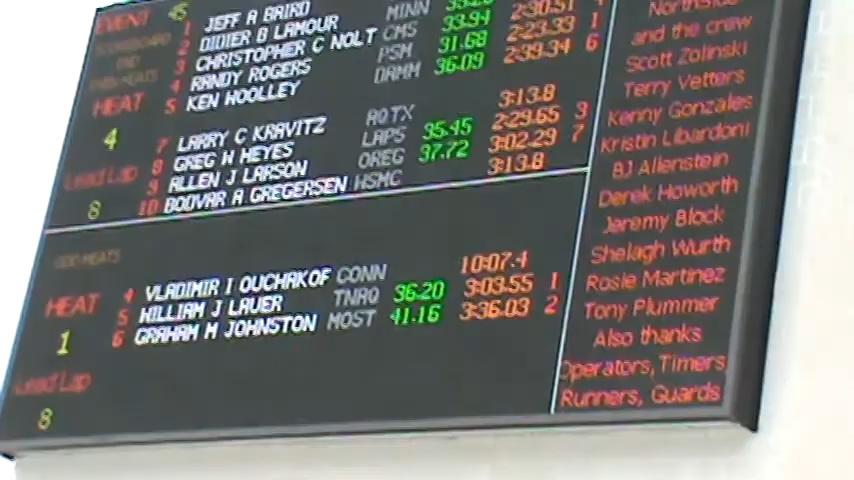 EVENT 45
1 JEFF A BAIRD MINN
2 DIDIER B LAMOUR CMS 33.94 2:30.51
3 CHRISTOPHER C NOLT PSM 31.68 2:23.33 1
4 RANDY ROGERS DAMM 36.09 2:39.34 6
5 KEN WOOLLEY
HEAT
4
3:13.8
7 LARRY C KRAVITZ AQTX 35.45 2:29.65 3
8 GREG W HEYES LAPS 37.72 3:02.29 7
9 ALLEN J LARSON OREG 3:13.8
10 BODVAR A GREGERSEN WSMC
Lead Lap
8
ODD HEATS
HEAT
1
10:07.4
4 VLADIMIR I OUCHAKOF CONN 3:03.55 1
5 WILLIAM J LAUER TNAQ 36.20 3:36.03 2
6 GRAHAM M JOHNSTON MOST 41.16
Lead Lap
8
Northside
and the crew
Scott Zolinski
Terry Vetters
Kenny Gonzales
Kristin Libardoni
BJ Allenstein
Derek Howorth
Jeremy Block
Shelagh Wurth
Rosie Martinez
Tony Plummer
Also thanks
Operators, Timers
Runners, Guards